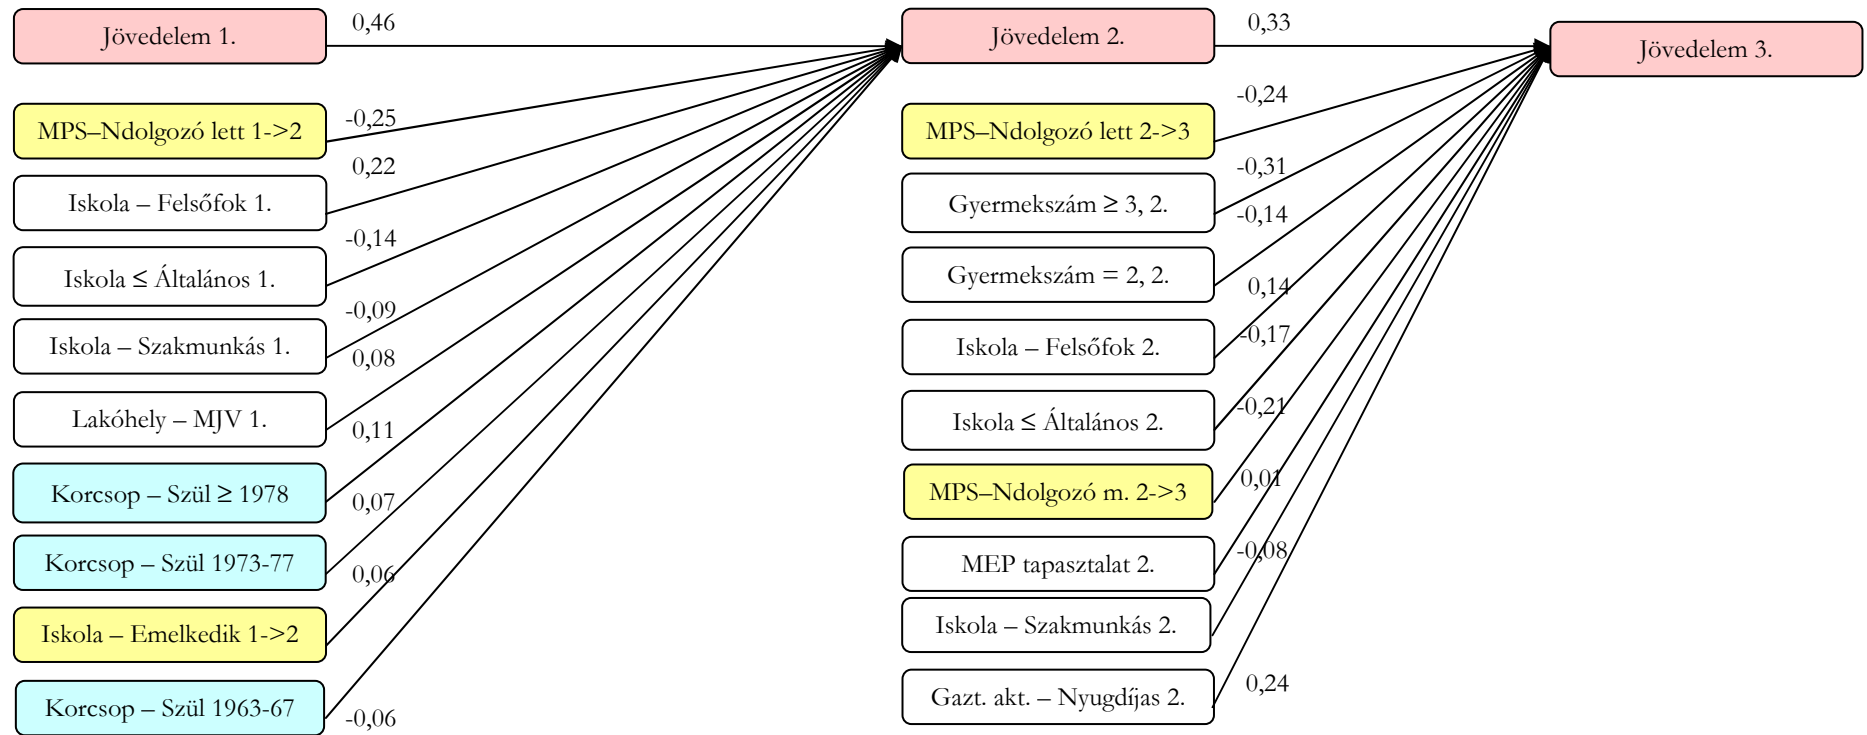 Jövedelem 1.
0,46
Jövedelem 2.
0,33
Jövedelem 3.
MPS–Ndolgozó lett 1->2
-0,25
MPS–Ndolgozó lett 2->3
-0,24
Iskola – Felsőfok 1.
0,22
Gyermekszám ≥ 3, 2.
-0,31
Iskola ≤ Általános 1.
-0,14
Gyermekszám = 2, 2.
-0,14
Iskola – Szakmunkás 1.
-0,09
Iskola – Felsőfok 2.
0,14
Lakóhely – MJV 1.
0,08
Iskola ≤ Általános 2.
-0,17
Korcsop – Szül ≥ 1978
0,11
MPS–Ndolgozó m. 2->3
-0,21
Korcsop – Szül 1973-77
0,07
MEP tapasztalat 2.
0,01
Iskola – Emelkedik 1->2
0,06
Iskola – Szakmunkás 2.
-0,08
Korcsop – Szül 1963-67
-0,06
Gazt. akt. – Nyugdíjas 2.
0,24